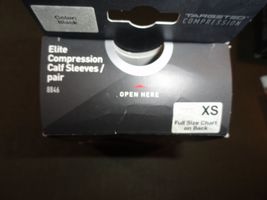 Color:
Black
TARGETED
COMPRESSION
Elite
Compression
Calf Sleeves /
pair
8846
OPEN HERE
XS
Full Size Chart
on Back